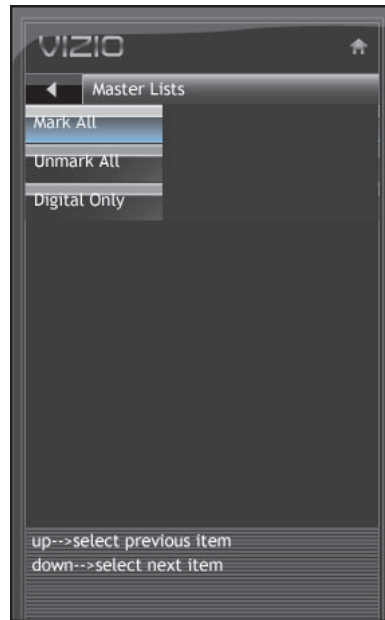 VIZIO
Master Lists
Mark All
Unmark All
Digital Only
up-->select previous item
down-->select next item